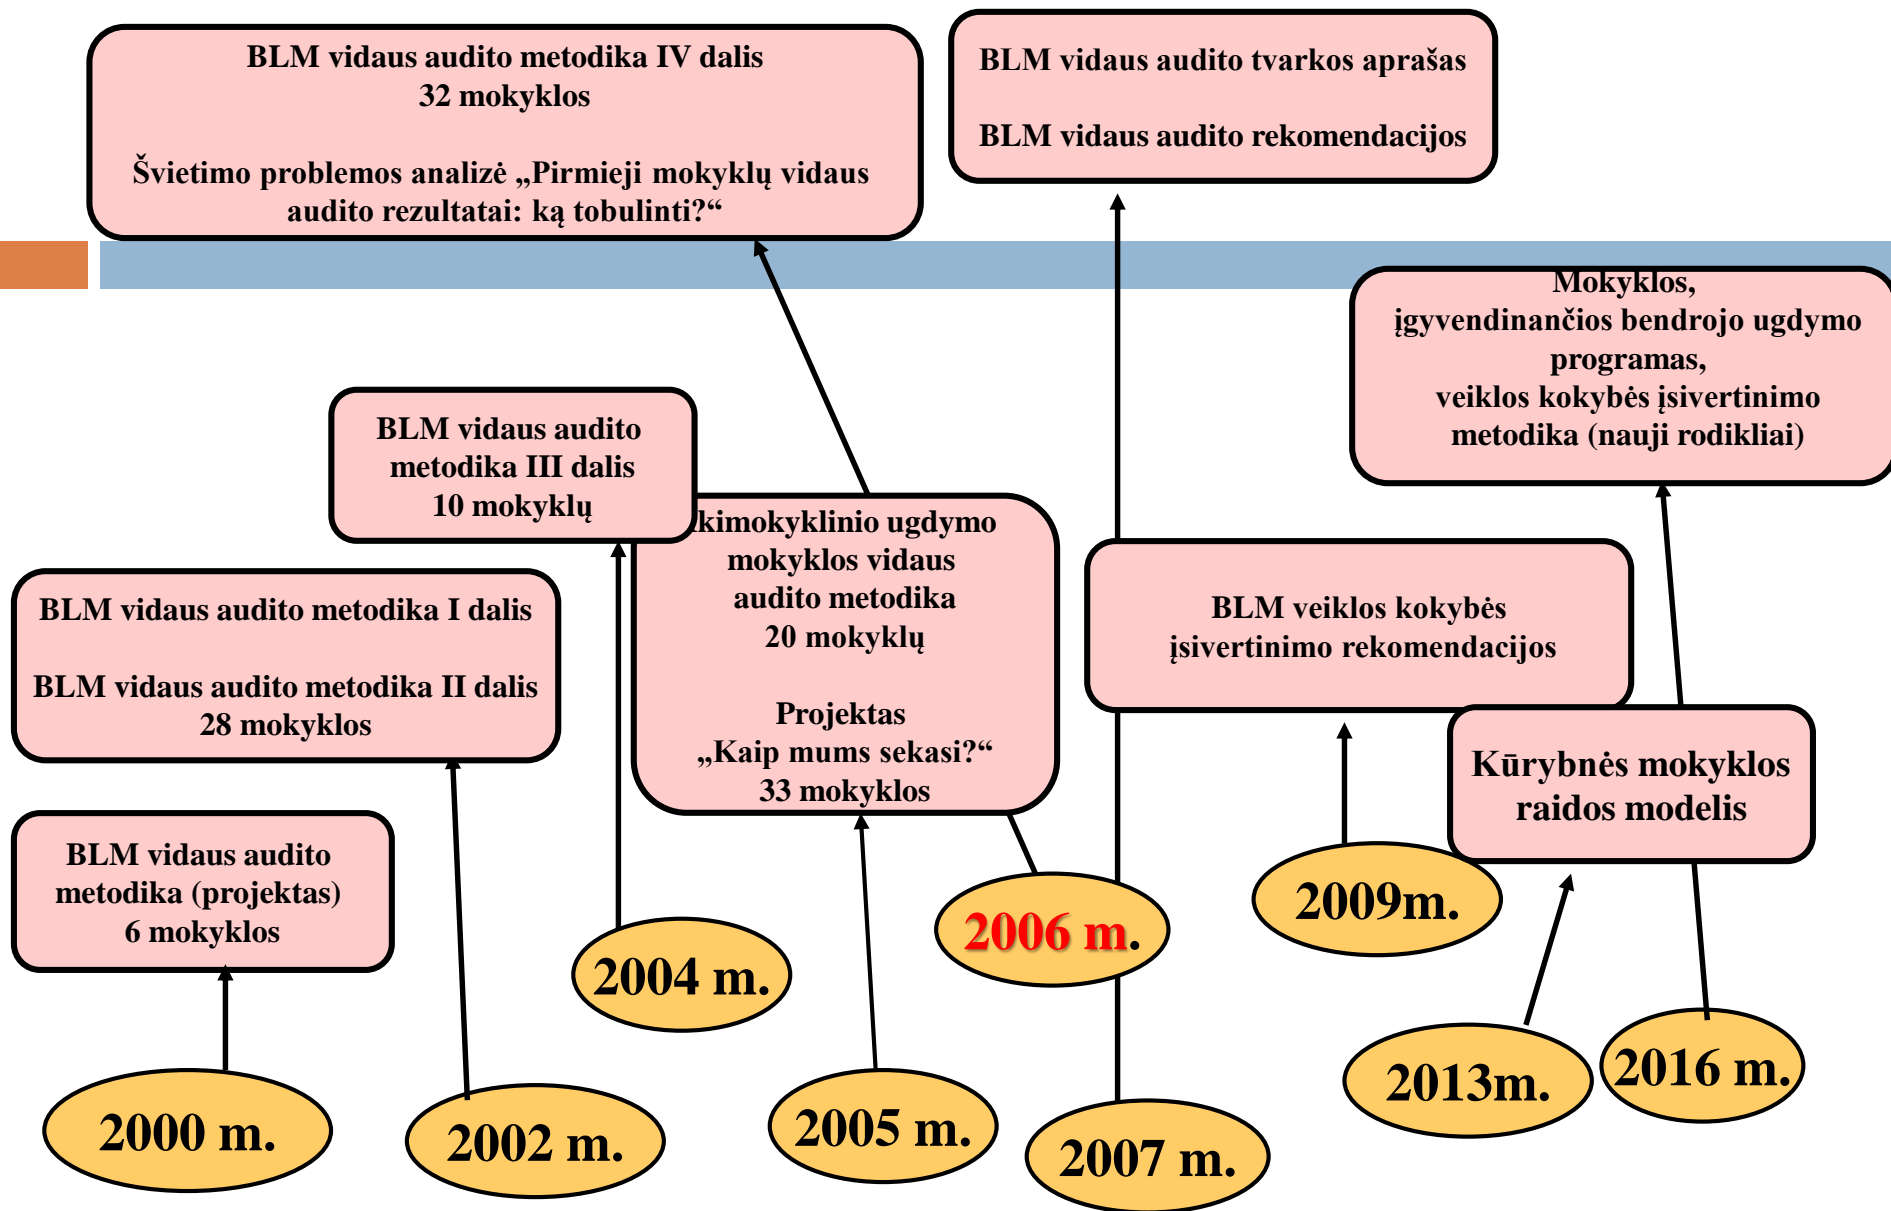 BLM vidaus audito metodika IV dalis
32 mokyklos
Švietimo problemos analizė „Pirmieji mokyklų vidaus
audito rezultatai: ką tobulinti?“
BLM vidaus audito tvarkos aprašas
BLM vidaus audito rekomendacijos
Mokyklos,
įgyvendinančios bendrojo ugdymo
programas,
veiklos kokybės įsivertinimo
metodika (nauji rodikliai)
BLM vidaus audito
metodika III dalis
10 mokyklų
kimokyklinio ugdymo
mokyklos vidaus
audito metodika
20 mokyklų
Projektas
„Kaip mums sekasi?“
33 mokyklos
BLM vidaus audito metodika I dalis
BLM vidaus audito metodika II dalis
28 mokyklos
BLM veiklos kokybės
įsivertinimo rekomendacijos
Kūrybnės mokyklos
raidos modelis
BLM vidaus audito
metodika (projektas)
6 mokyklos
2000 m.
2002 m.
2004 m.
2005 m.
2006 m.
2007 m.
2009m.
2013m.
2016 m.